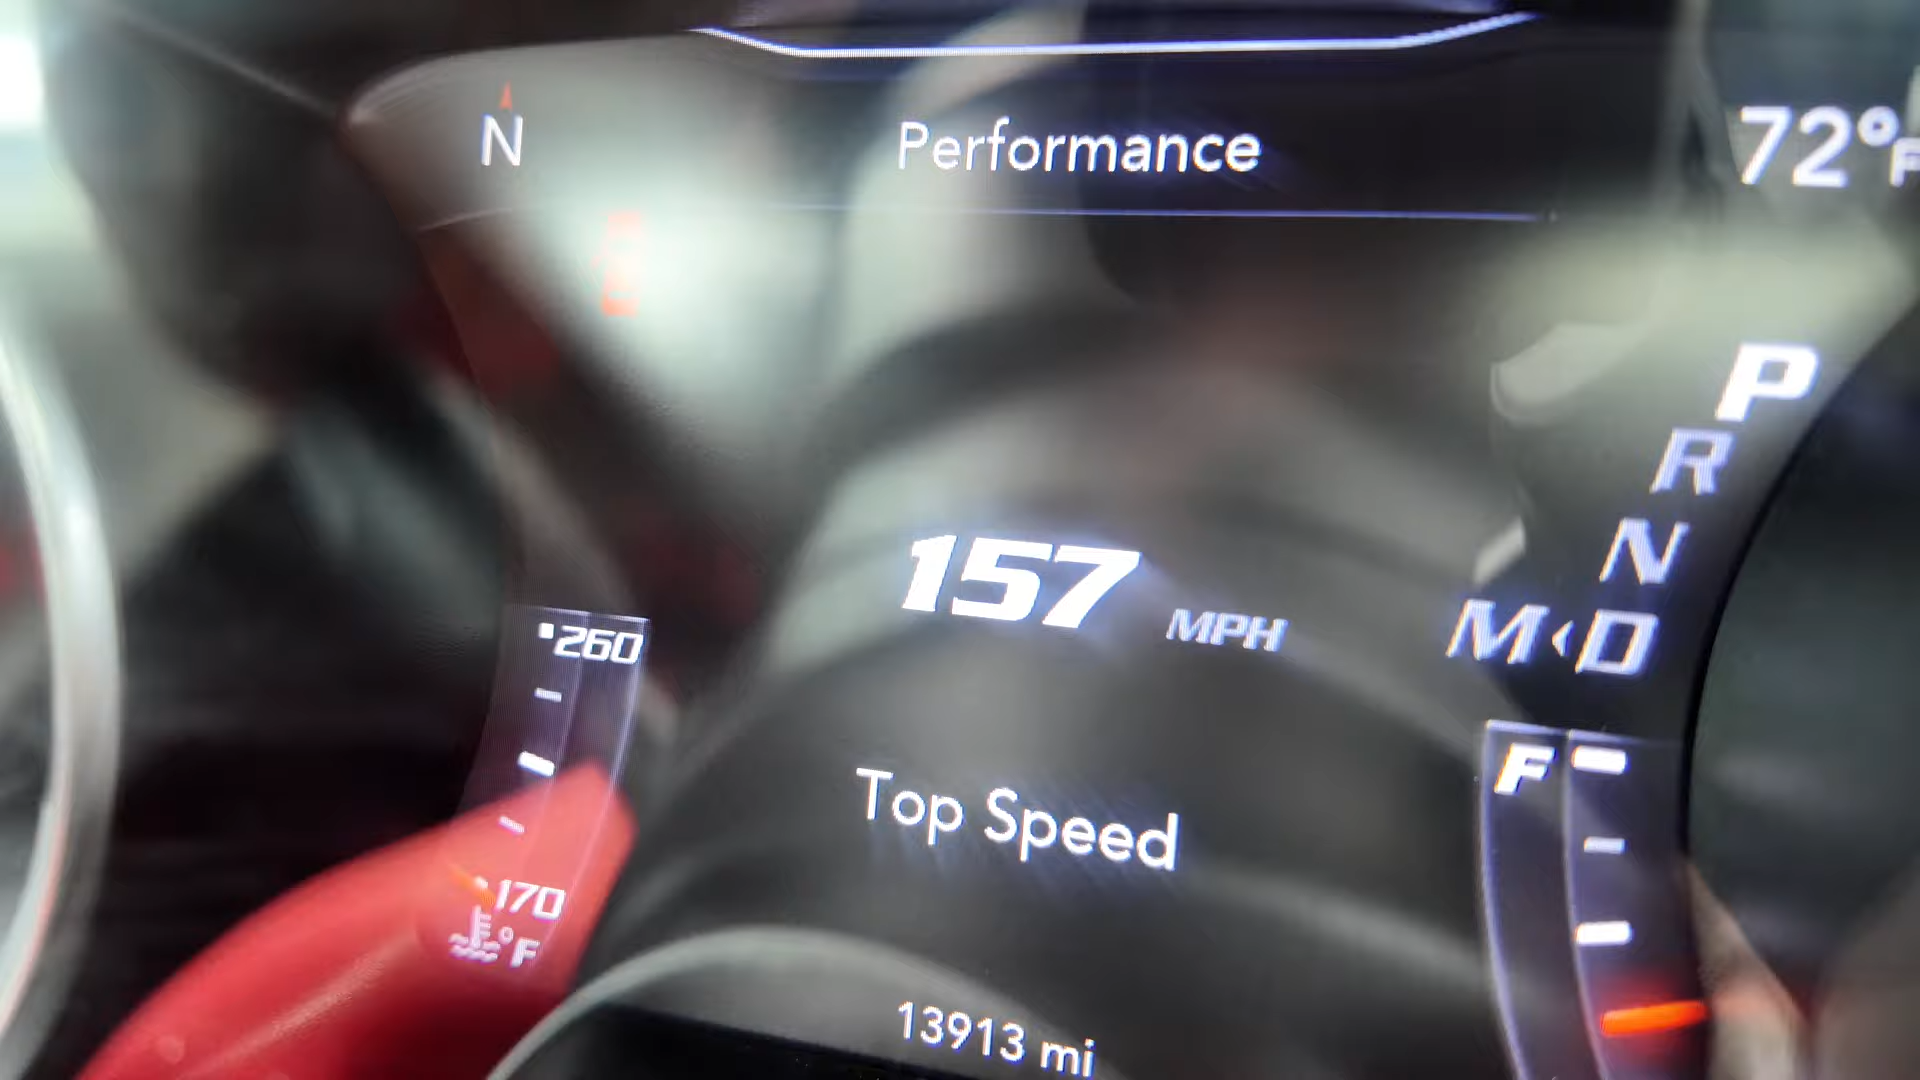 N
Performance
72°F
P
R
N
M‹D
157 MPH
260
Top Speed
170
°F
F
13913 mi